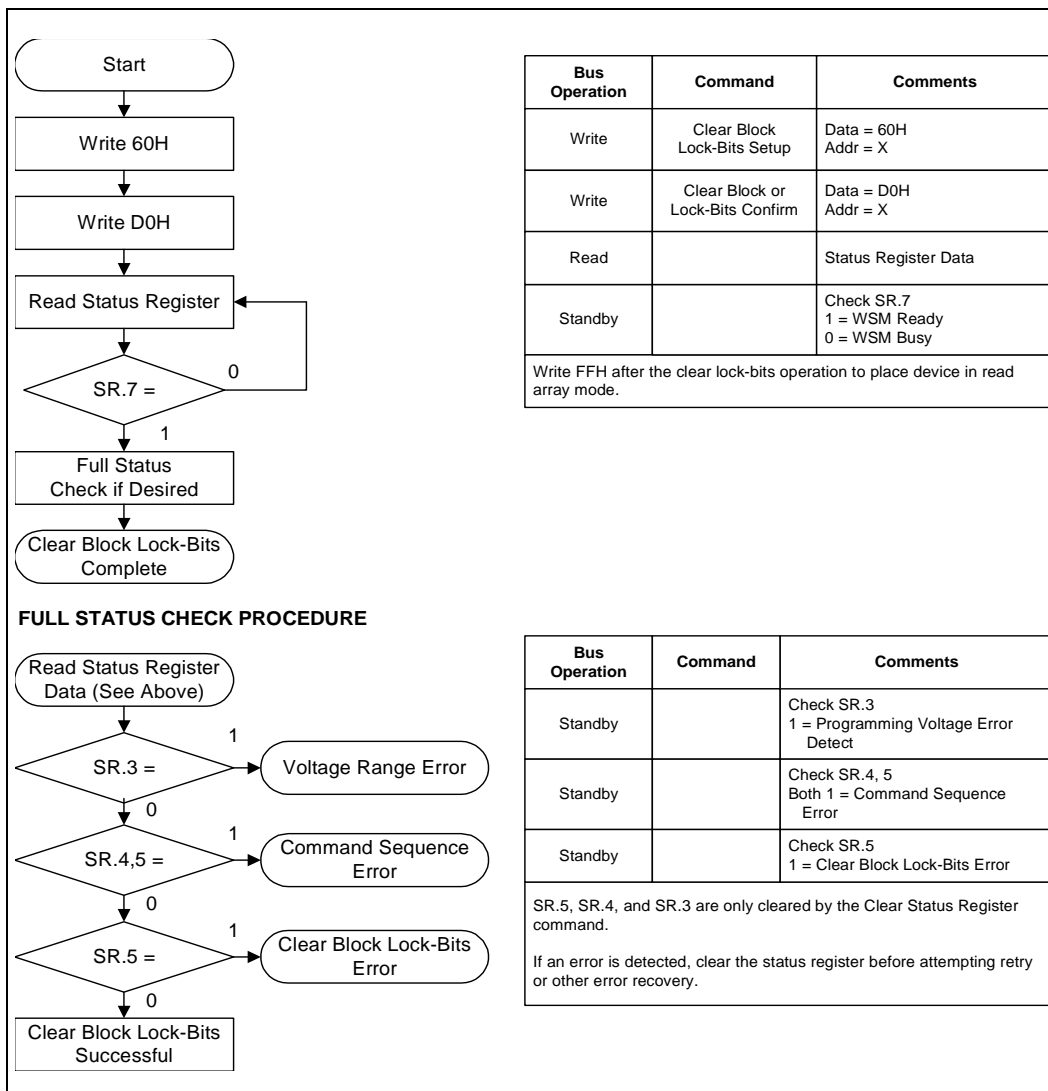 Start
Write 60H
Write D0H
Read Status Register
SR.7 =
0
1
Full Status
Check if Desired
Clear Block Lock-Bits
Complete
Bus
Operation
Command
Comments
Write
Clear Block
Lock-Bits Setup
Data = 60H
Addr = X
Write
Clear Block or
Lock-Bits Confirm
Data = D0H
Addr = X
Read
Status Register Data
Standby
Check SR.7
1 = WSM Ready
0 = WSM Busy
Write FFH after the clear lock-bits operation to place device in read
array mode.
FULL STATUS CHECK PROCEDURE
Read Status Register
Data (See Above)
SR.3 =
1
Voltage Range Error
0
SR.4,5 =
1
Command Sequence
Error
0
SR.5 =
1
Clear Block Lock-Bits
Error
0
Clear Block Lock-Bits
Successful
Bus
Operation
Command
Comments
Standby
Check SR.3
1 = Programming Voltage Error
Detect
Standby
Check SR.4, 5
Both 1 = Command Sequence
Error
Standby
Check SR.5
1 = Clear Block Lock-Bits Error
SR.5, SR.4, and SR.3 are only cleared by the Clear Status Register
command.
If an error is detected, clear the status register before attempting retry
or other error recovery.